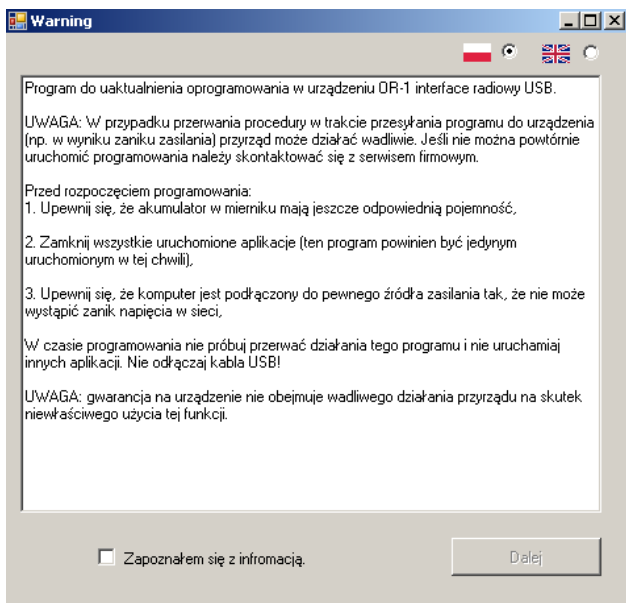 Warning
Program do uaktualnienia oprogramowania w urządzeniu OR-1 interface radiowy USB.
UWAGA: W przypadku przerwania procedury w trakcie przesyłania programu do urządzenia
(np. w wyniku zaniku zasilania) przyrząd może działać wadliwie. Jeśli nie można powtórnie
uruchomić programowania należy skontaktować się z serwisem firmowym.
Przed rozpoczęciem programowania:
1. Upewnij się, że akumulator w mierniku mają jeszcze odpowiednią pojemność,
2. Zamknij wszystkie uruchomione aplikacje (ten program powinien być jedynym
uruchomionym w tej chwili),
3. Upewnij się, że komputer jest podłączony do pewnego źródła zasilania tak, że nie może
wystąpić zanik napięcia w sieci,
W czasie programowania nie próbuj przerwać działania tego programu i nie uruchamiaj
innych aplikacji. Nie odłączaj kabla USB!
UWAGA: gwarancja na urządzenie nie obejmuje wadliwego działania przyrządu na skutek
niewłaściwego użycia tej funkcji.
Zapoznałem się z infromacją.
Dalej